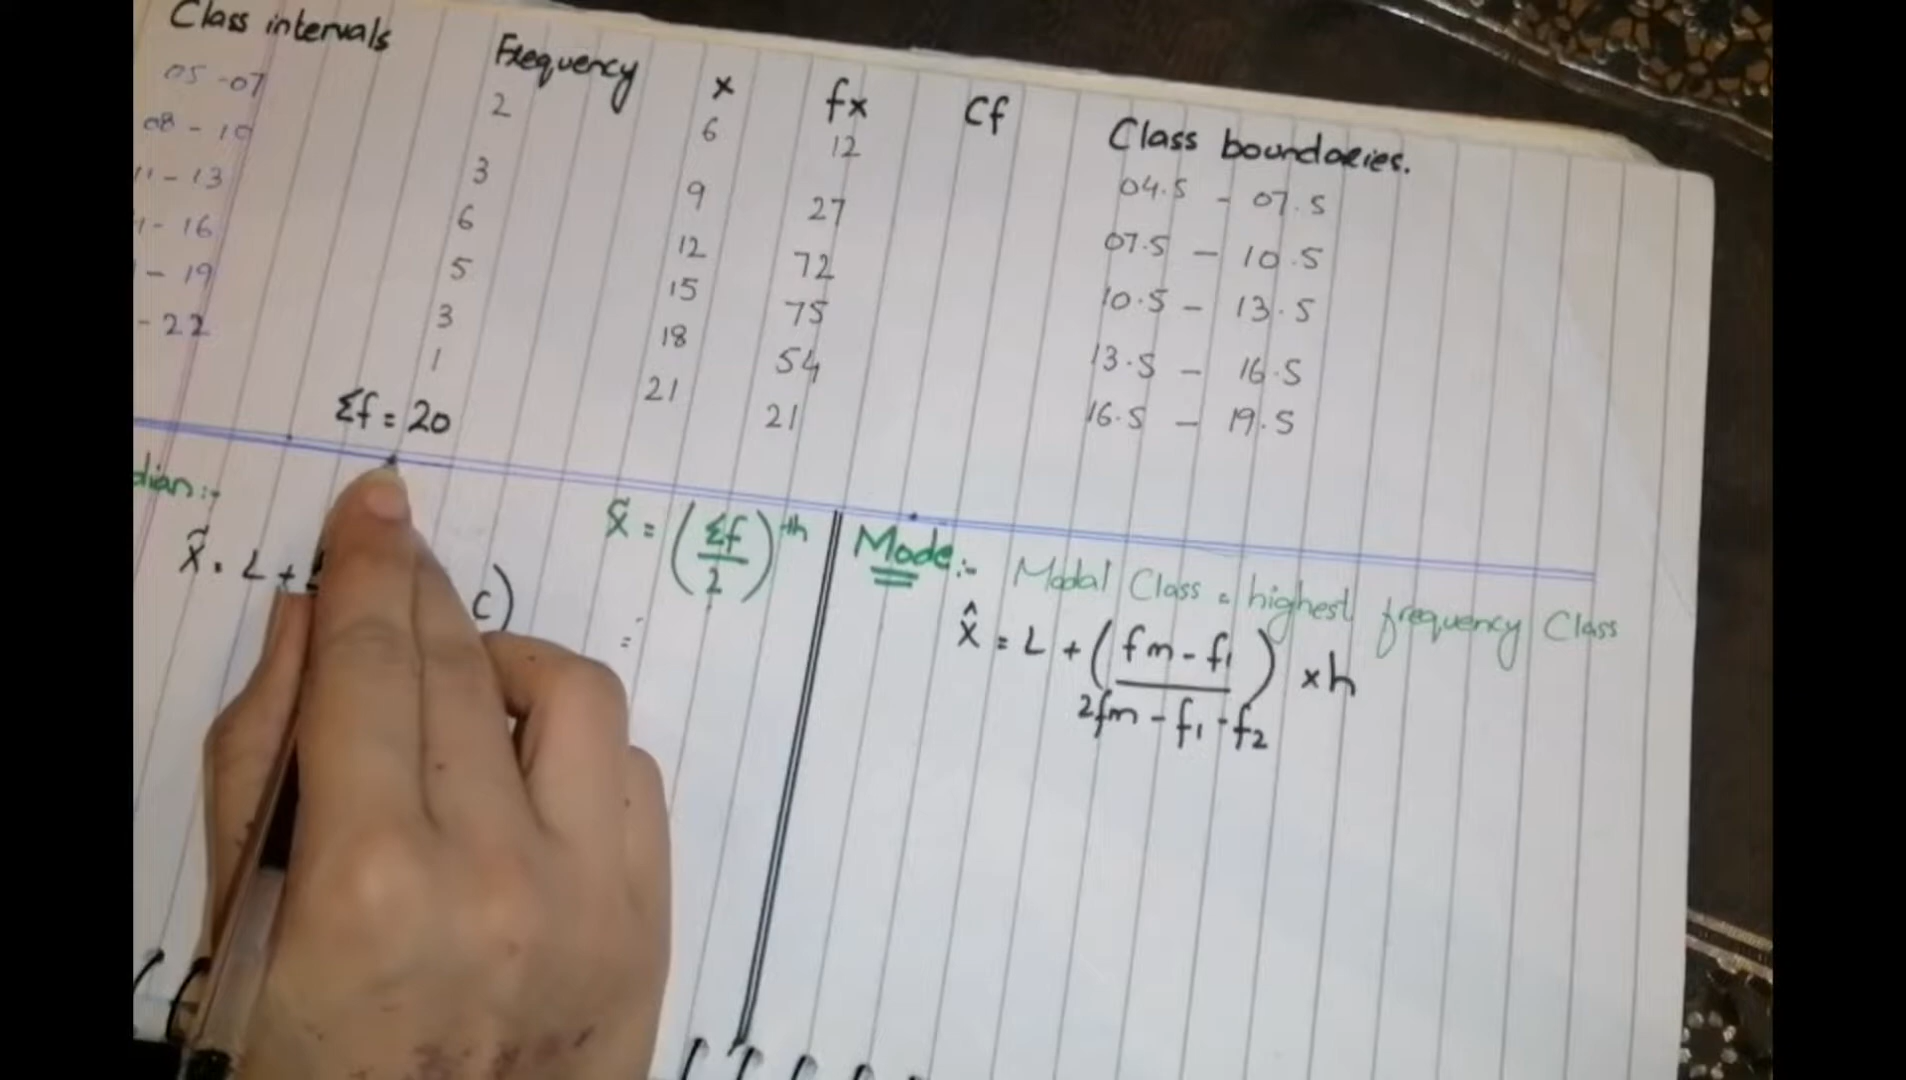 Class intervals Frequency x fx Cf Class boundaries.
05 - 07 2 6 12 04.5 - 07.5
08 - 10 3 9 27 07.5 - 10.5
11 - 13 6 12 72 10.5 - 13.5
- 16 5 15 75 13.5 - 16.5
- 19 3 18 54 16.5 - 19.5
- 22 1 21 21
Σf = 20
dian:-
x̃ = L + c)
x̃ = (Σf/2)th
=
Mode:- Modal Class = highest frequency Class
x̂ = L + (fm - f1 / 2fm - f1 - f2) × h